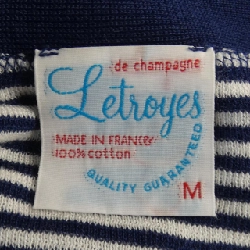 de champagne
Letroyes
MADE IN FRANCE
100% cotton
QUALITY GUARANTEED
M